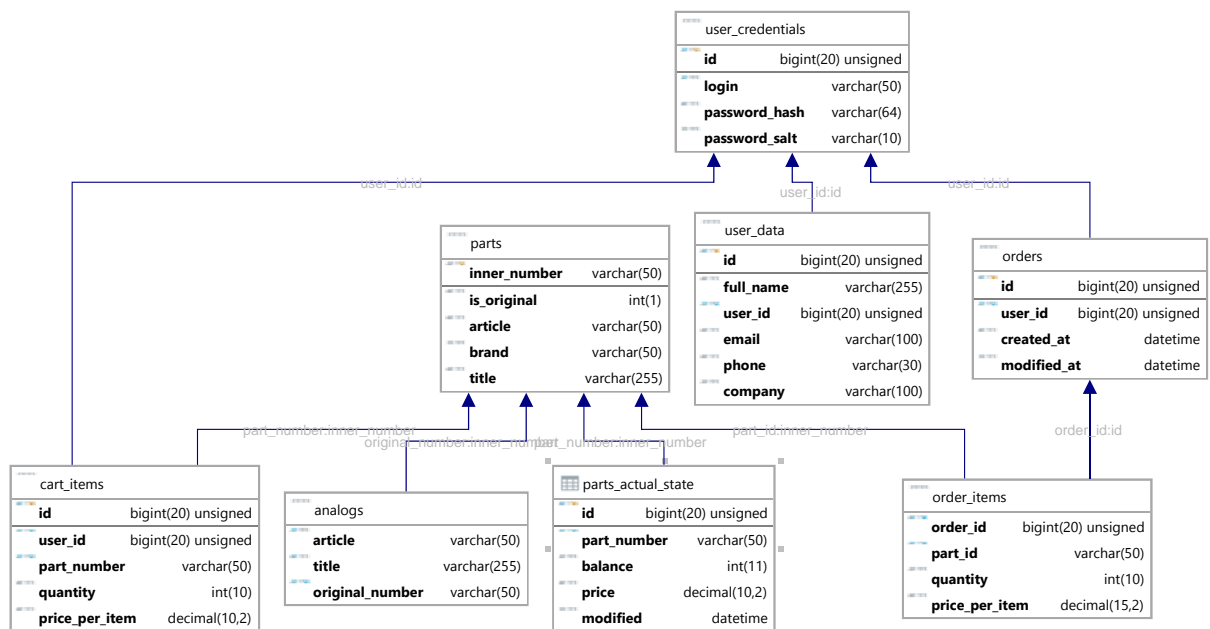 user_credentials
id bigint(20) unsigned
login varchar(50)
password_hash varchar(64)
password_salt varchar(10)
user_id:id
user_id:id
user_id:id
parts
inner_number varchar(50)
is_original int(1)
article varchar(50)
brand varchar(50)
title varchar(255)
user_data
id bigint(20) unsigned
full_name varchar(255)
user_id bigint(20) unsigned
email varchar(100)
phone varchar(30)
company varchar(100)
orders
id bigint(20) unsigned
user_id bigint(20) unsigned
created_at datetime
modified_at datetime
part_number:inner_number
original_number:inner_number
part_number:inner_number
part_id:inner_number
order_id:id
cart_items
id bigint(20) unsigned
user_id bigint(20) unsigned
part_number varchar(50)
quantity int(10)
price_per_item decimal(10,2)
analogs
article varchar(50)
title varchar(255)
original_number varchar(50)
parts_actual_state
id bigint(20) unsigned
part_number varchar(50)
balance int(11)
price decimal(10,2)
modified datetime
order_items
order_id bigint(20) unsigned
part_id varchar(50)
quantity int(10)
price_per_item decimal(15,2)